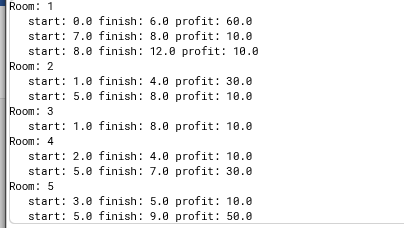 Room: 1
start: 0.0 finish: 6.0 profit: 60.0
start: 7.0 finish: 8.0 profit: 10.0
start: 8.0 finish: 12.0 profit: 10.0
Room: 2
start: 1.0 finish: 4.0 profit: 30.0
start: 5.0 finish: 8.0 profit: 10.0
Room: 3
start: 1.0 finish: 8.0 profit: 10.0
Room: 4
start: 2.0 finish: 4.0 profit: 10.0
start: 5.0 finish: 7.0 profit: 30.0
Room: 5
start: 3.0 finish: 5.0 profit: 10.0
start: 5.0 finish: 9.0 profit: 50.0